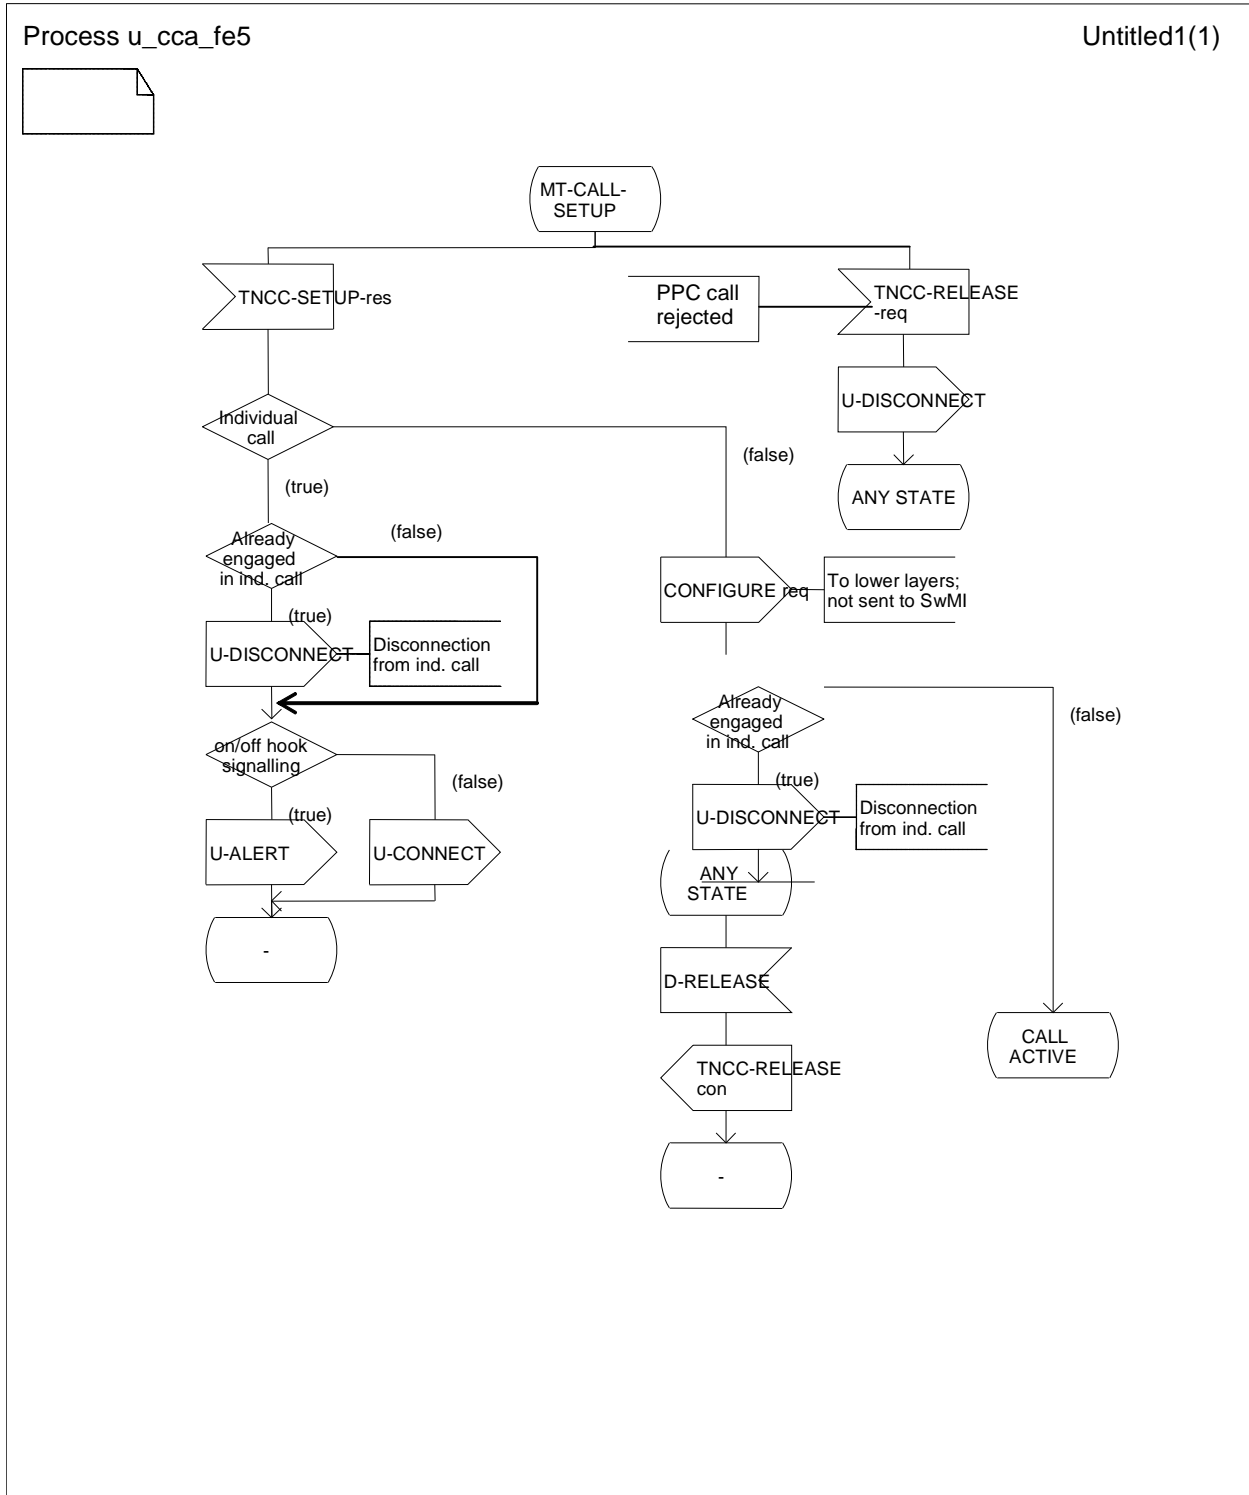 Process u_cca_fe5
Untitled1(1)
MT-CALL-
SETUP
TNCC-SETUP-res
PPC call
rejected
TNCC-RELEASE
-req
U-DISCONNECT
Individual
call
(false)
(true)
ANY STATE
Already
engaged
in ind. call
(false)
CONFIGURE req
To lower layers;
not sent to SwMI
(true)
U-DISCONNECT
Disconnection
from ind. call
Already
engaged
in ind. call
(false)
on/off hook
signalling
(false)
(true)
U-DISCONNECT
Disconnection
from ind. call
(true)
U-ALERT
U-CONNECT
ANY
STATE
-
D-RELEASE
CALL
ACTIVE
TNCC-RELEASE
con
-